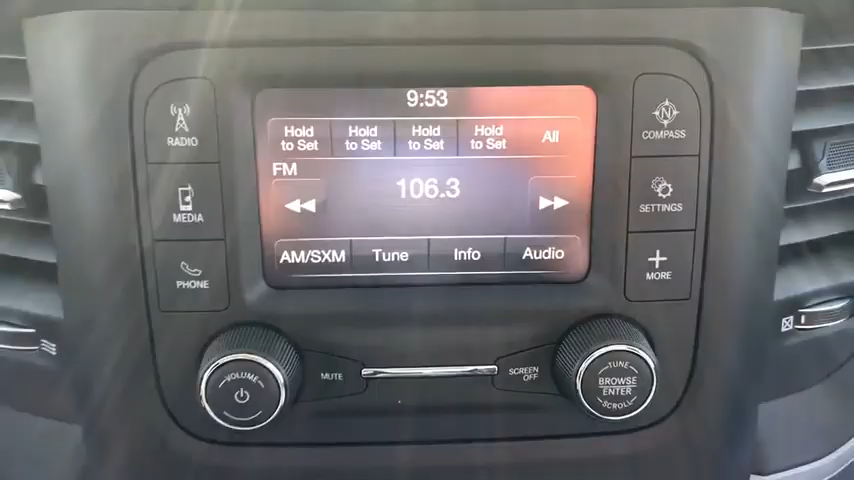 9:53
RADIO
MEDIA
PHONE
Hold to Set
Hold to Set
Hold to Set
Hold to Set
All
FM
106.3
AM/SXM
Tune
Info
Audio
N
COMPASS
SETTINGS
MORE
VOLUME
MUTE
SCREEN OFF
TUNE
BROWSE
ENTER
SCROLL